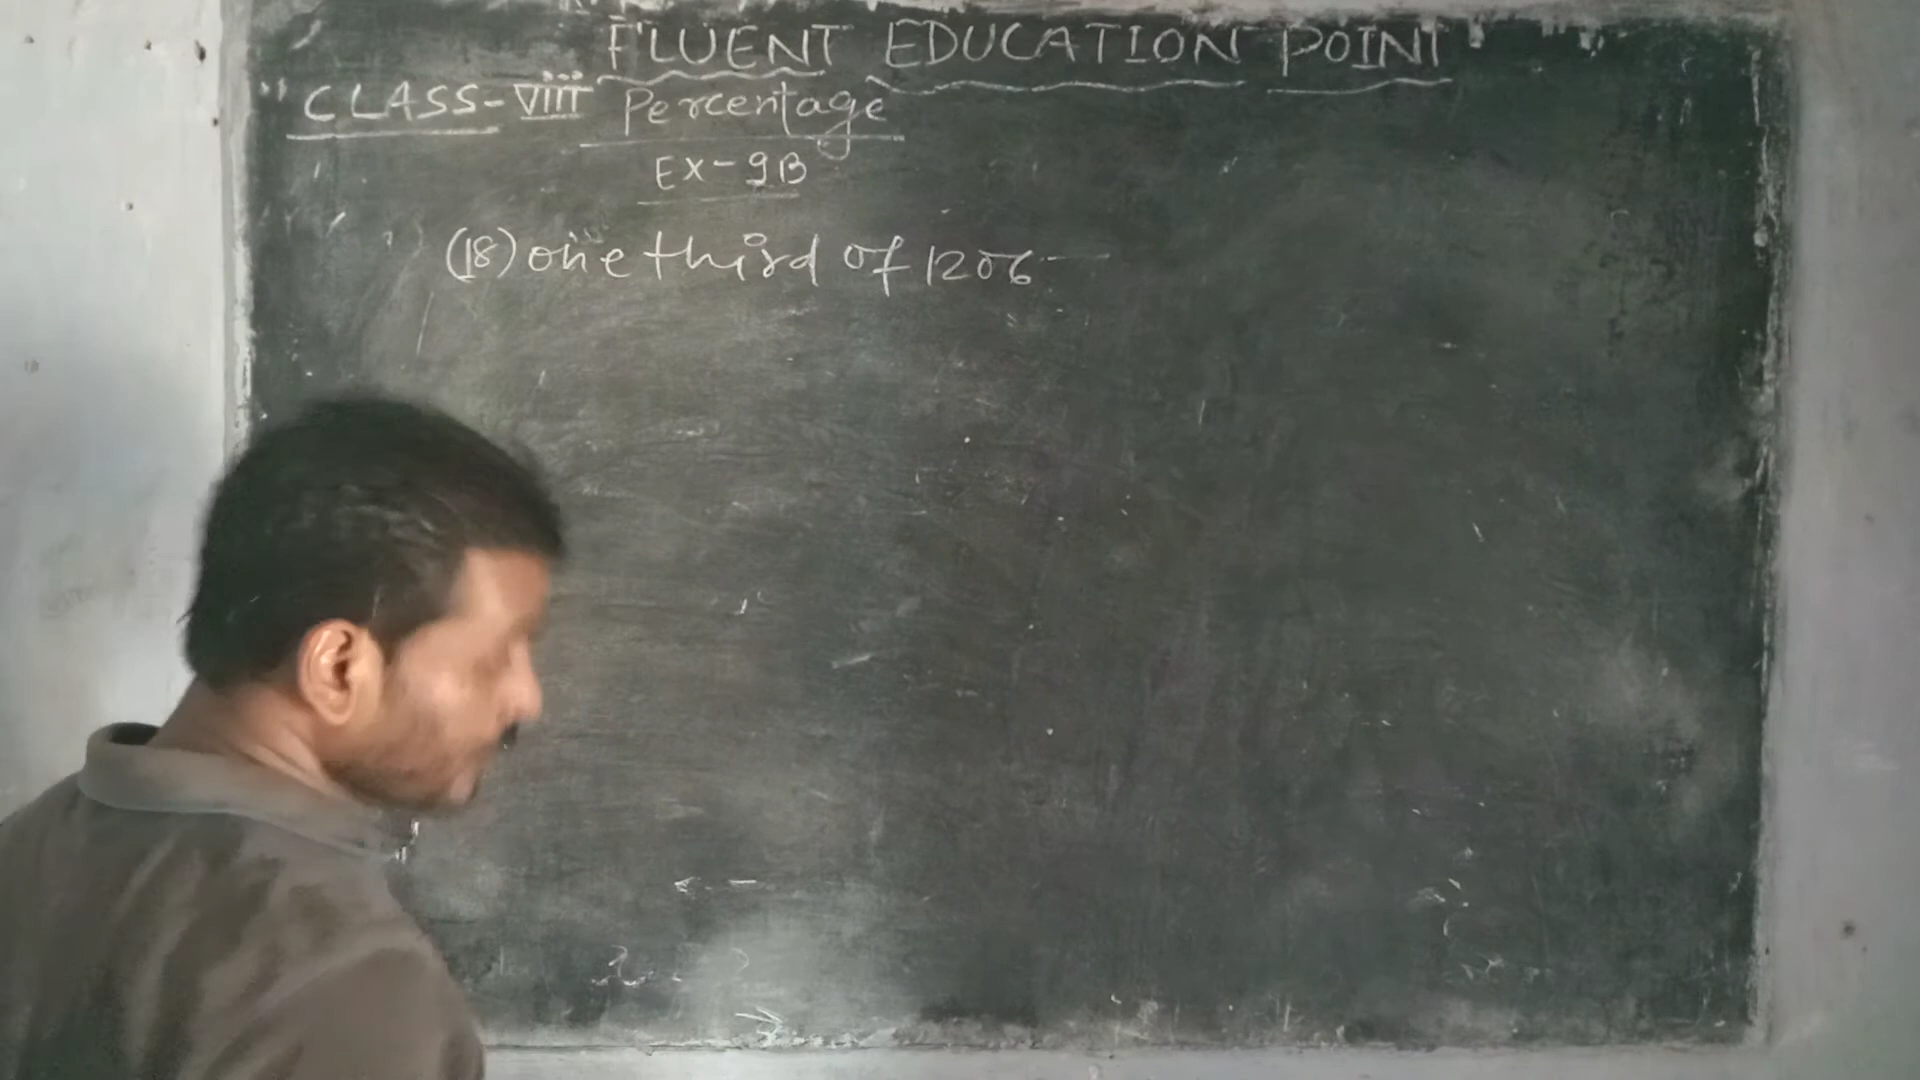 FLUENT EDUCATION POINT
"CLASS-VIII Percentage
EX-9B
(18) one third of 1206